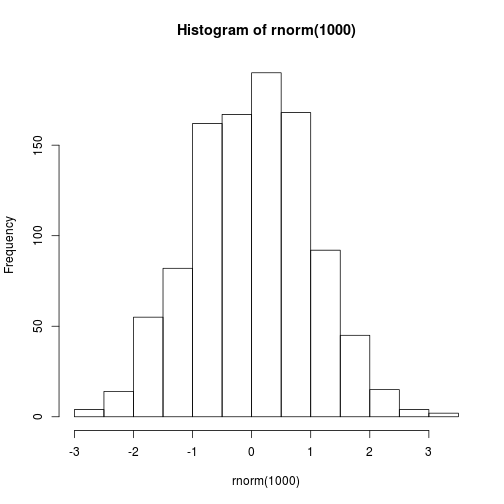 Histogram of rnorm(1000)
Frequency
150
100
50
0
-3 -2 -1 0 1 2 3
rnorm(1000)